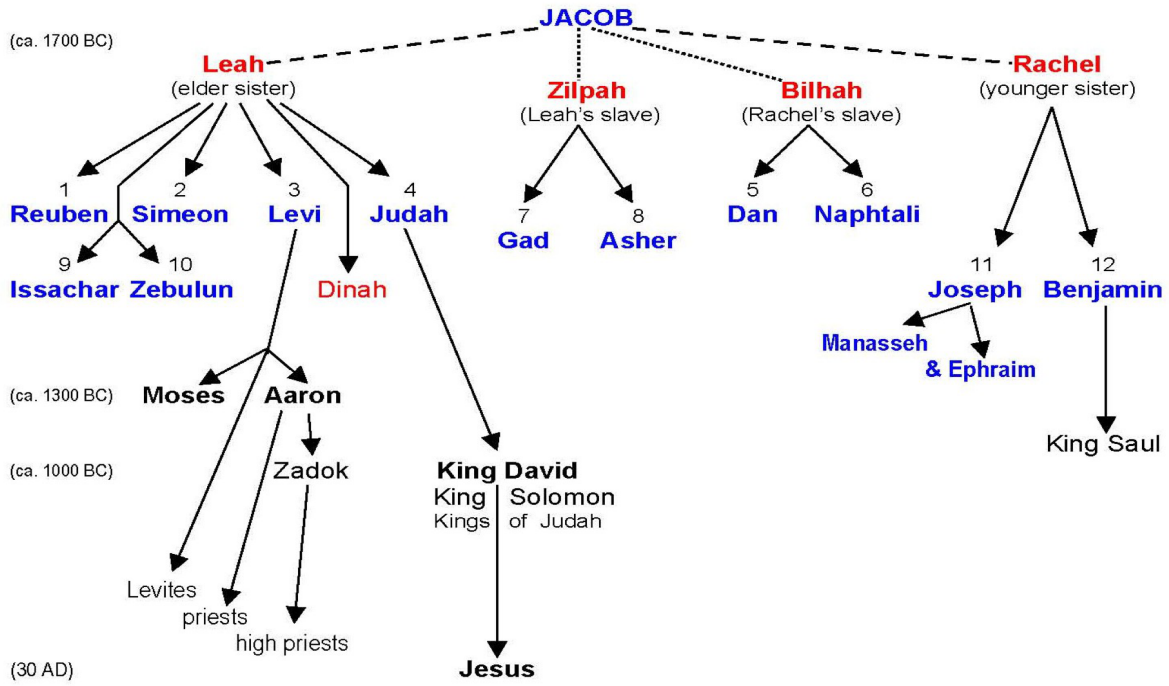 JACOB
(ca. 1700 BC)
Leah
(elder sister)
Zilpah
(Leah's slave)
Bilhah
(Rachel's slave)
Rachel
(younger sister)
1
Reuben
2
Simeon
3
Levi
4
Judah
7
Gad
8
Asher
5
Dan
6
Naphtali
9
Issachar
10
Zebulun
Dinah
11
Joseph
12
Benjamin
Manasseh
& Ephraim
(ca. 1300 BC)
Moses
Aaron
King Saul
(ca. 1000 BC)
Zadok
King David
King Solomon
Kings of Judah
Levites
priests
high priests
(30 AD)
Jesus